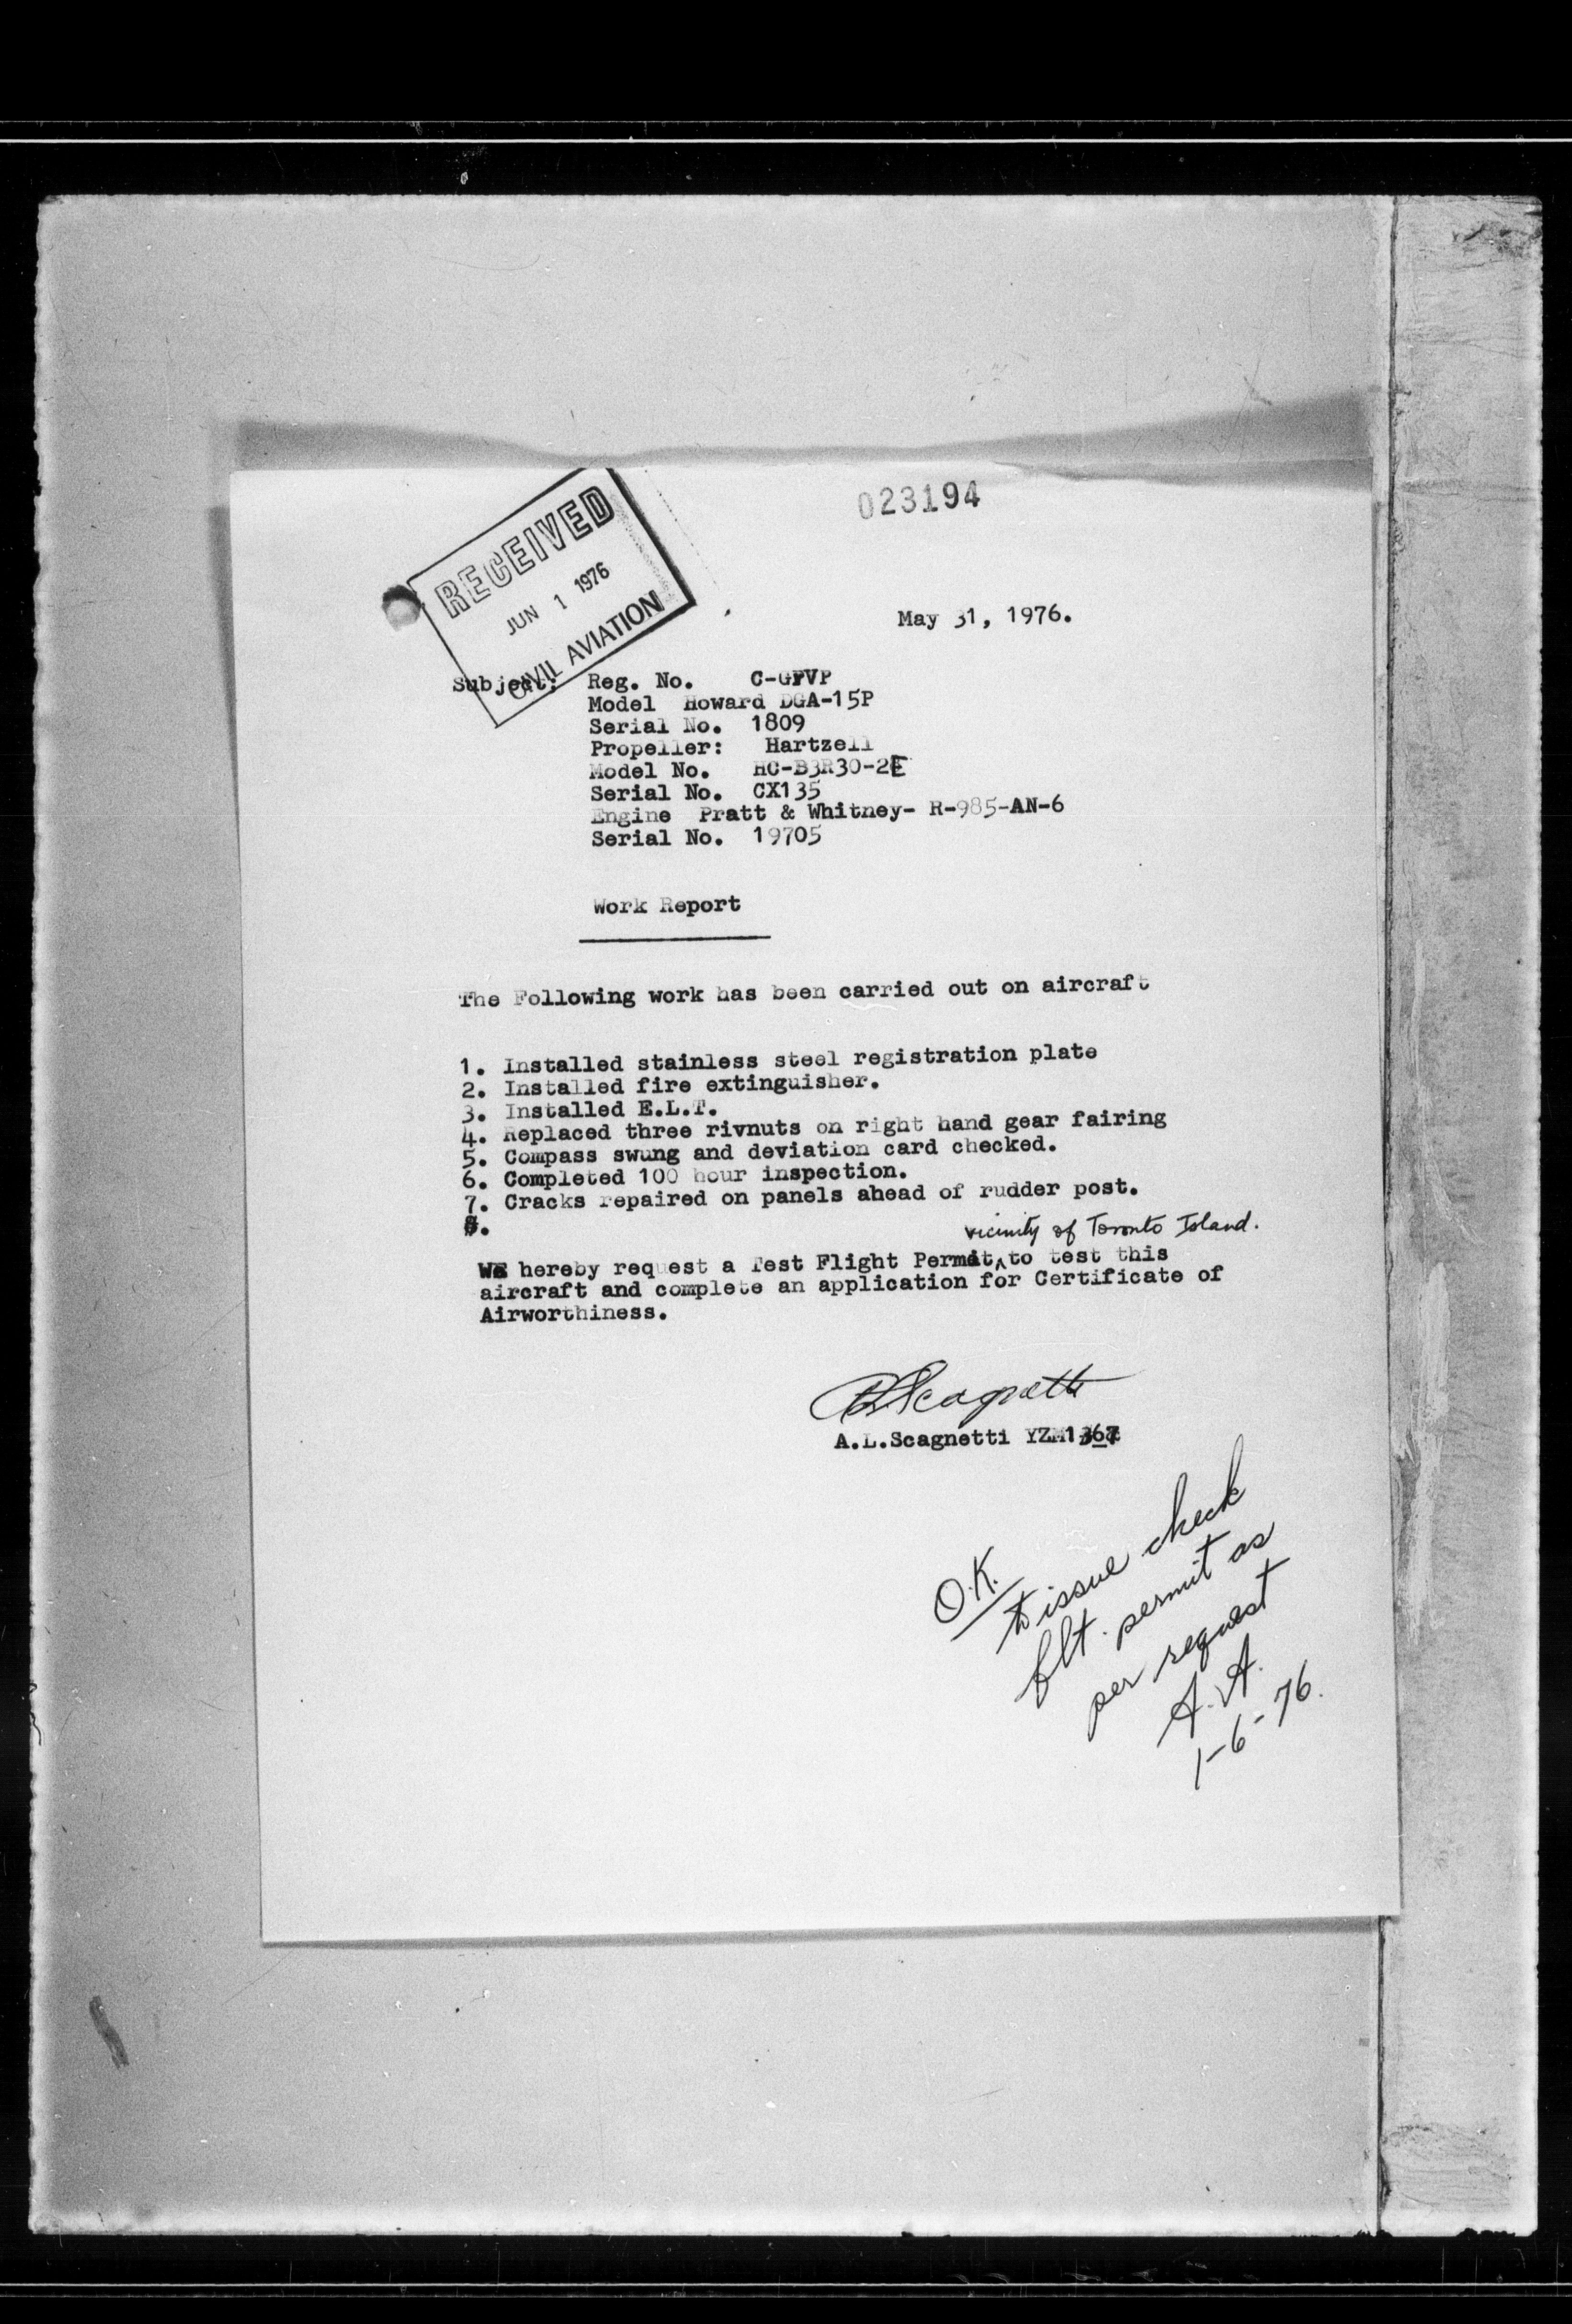 023194
RECEIVED
JUN 1 1976
CIVIL AVIATION
May 31, 1976.
Subject: Reg. No. C-GPVP
Model Howard DGA-15P
Serial No. 1809
Propeller: Hartzell
Model No. HC-B3R30-2E
Serial No. CX135
Engine Pratt & Whitney- R-985-AN-6
Serial No. 19705
Work Report
The Following work has been carried out on aircraft
1. Installed stainless steel registration plate
2. Installed fire extinguisher.
3. Installed E.L.T.
4. Replaced three rivnuts on right hand gear fairing
5. Compass swung and deviation card checked.
6. Completed 100 hour inspection.
7. Cracks repaired on panels ahead of rudder post.
8.
vicinity of Toronto Island.
We hereby request a Test Flight Permit ^ to test this
aircraft and complete an application for Certificate of
Airworthiness.
A.L.Scagnetti
O.K.
issue check
flt. permit as
per request
A.A.
1-6-76.